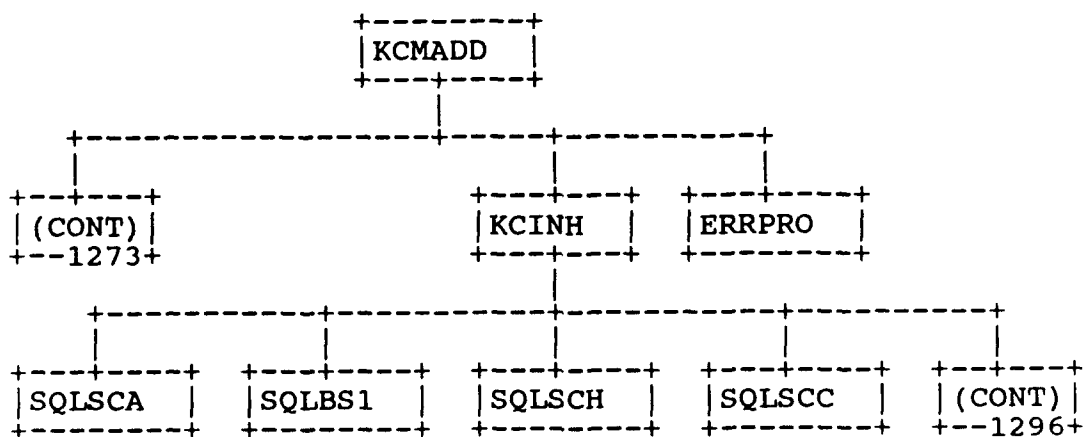 KCMADD
(CONT) KCINH ERRPRO
1273
SQLSCA SQLBS1 SQLSCH SQLSCC (CONT)
1296